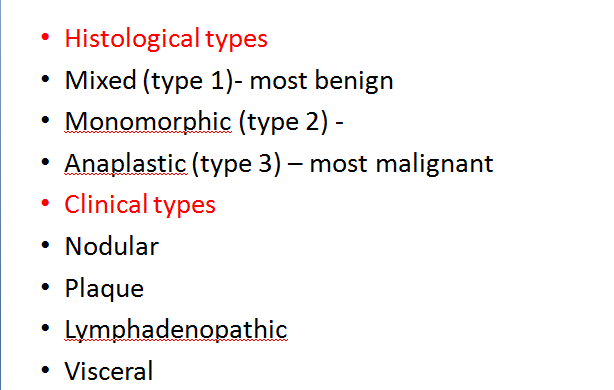 • Histological types
• Mixed (type 1)- most benign
• Monomorphic (type 2) -
• Anaplastic (type 3) – most malignant
• Clinical types
• Nodular
• Plaque
• Lymphadenopathic
• Visceral